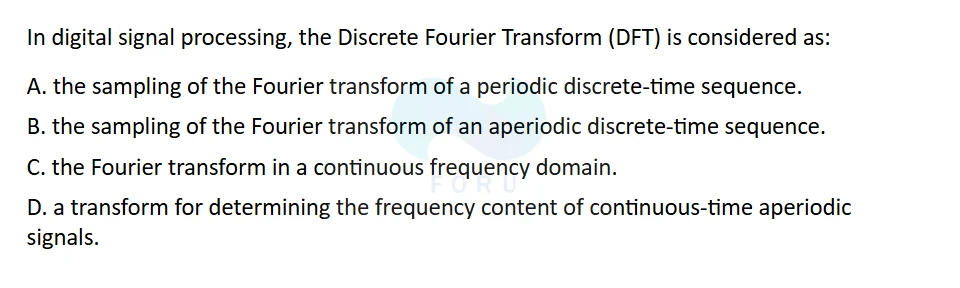 In digital signal processing, the Discrete Fourier Transform (DFT) is considered as:
A. the sampling of the Fourier transform of a periodic discrete-time sequence.
B. the sampling of the Fourier transform of an aperiodic discrete-time sequence.
C. the Fourier transform in a continuous frequency domain.
FORU
D. a transform for determining the frequency content of continuous-time aperiodic
signals.